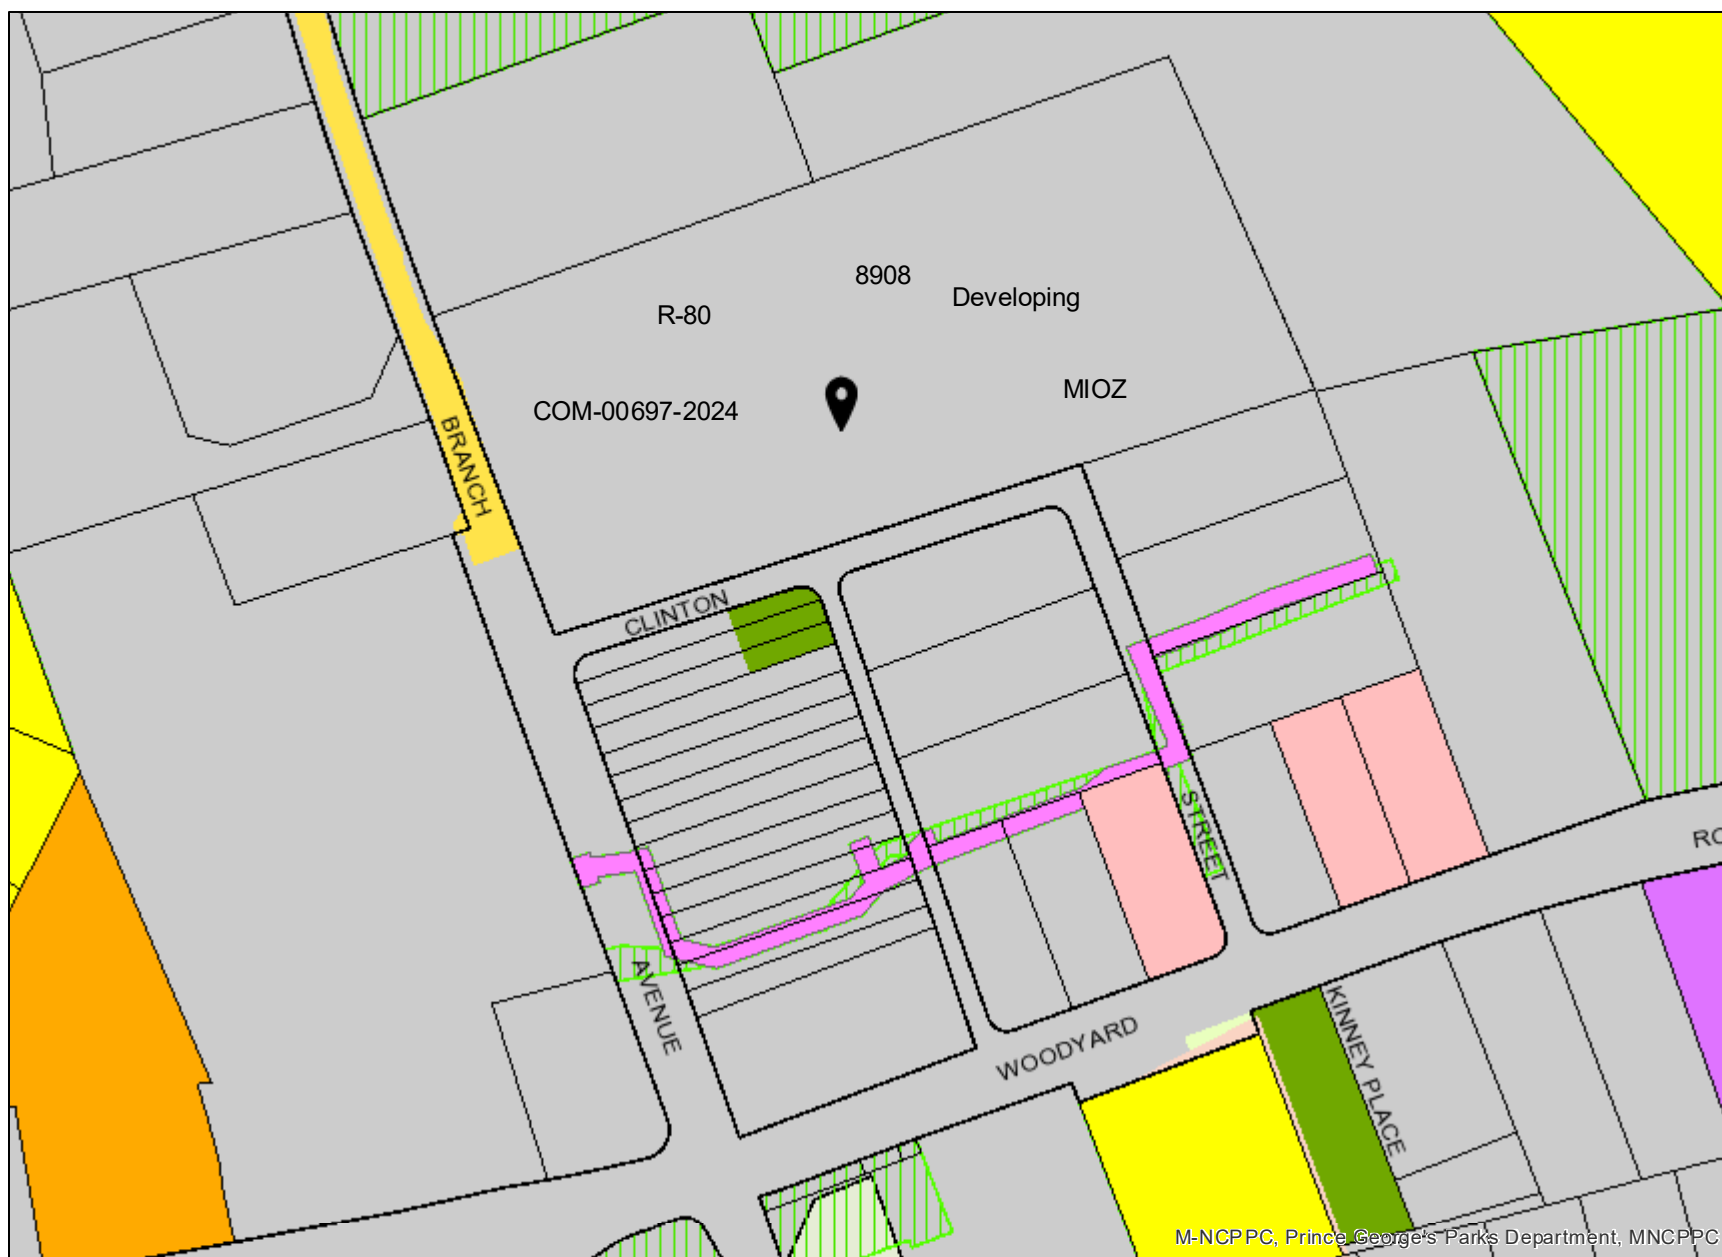 8908
Developing
R-80
MIOZ
COM-00697-2024
BRANCH
CLINTON
STREET
RO
AVENUE
WOODYARD
KINNEY PLACE
M-NCPPC, Prince George's Parks Department, MNCPPC